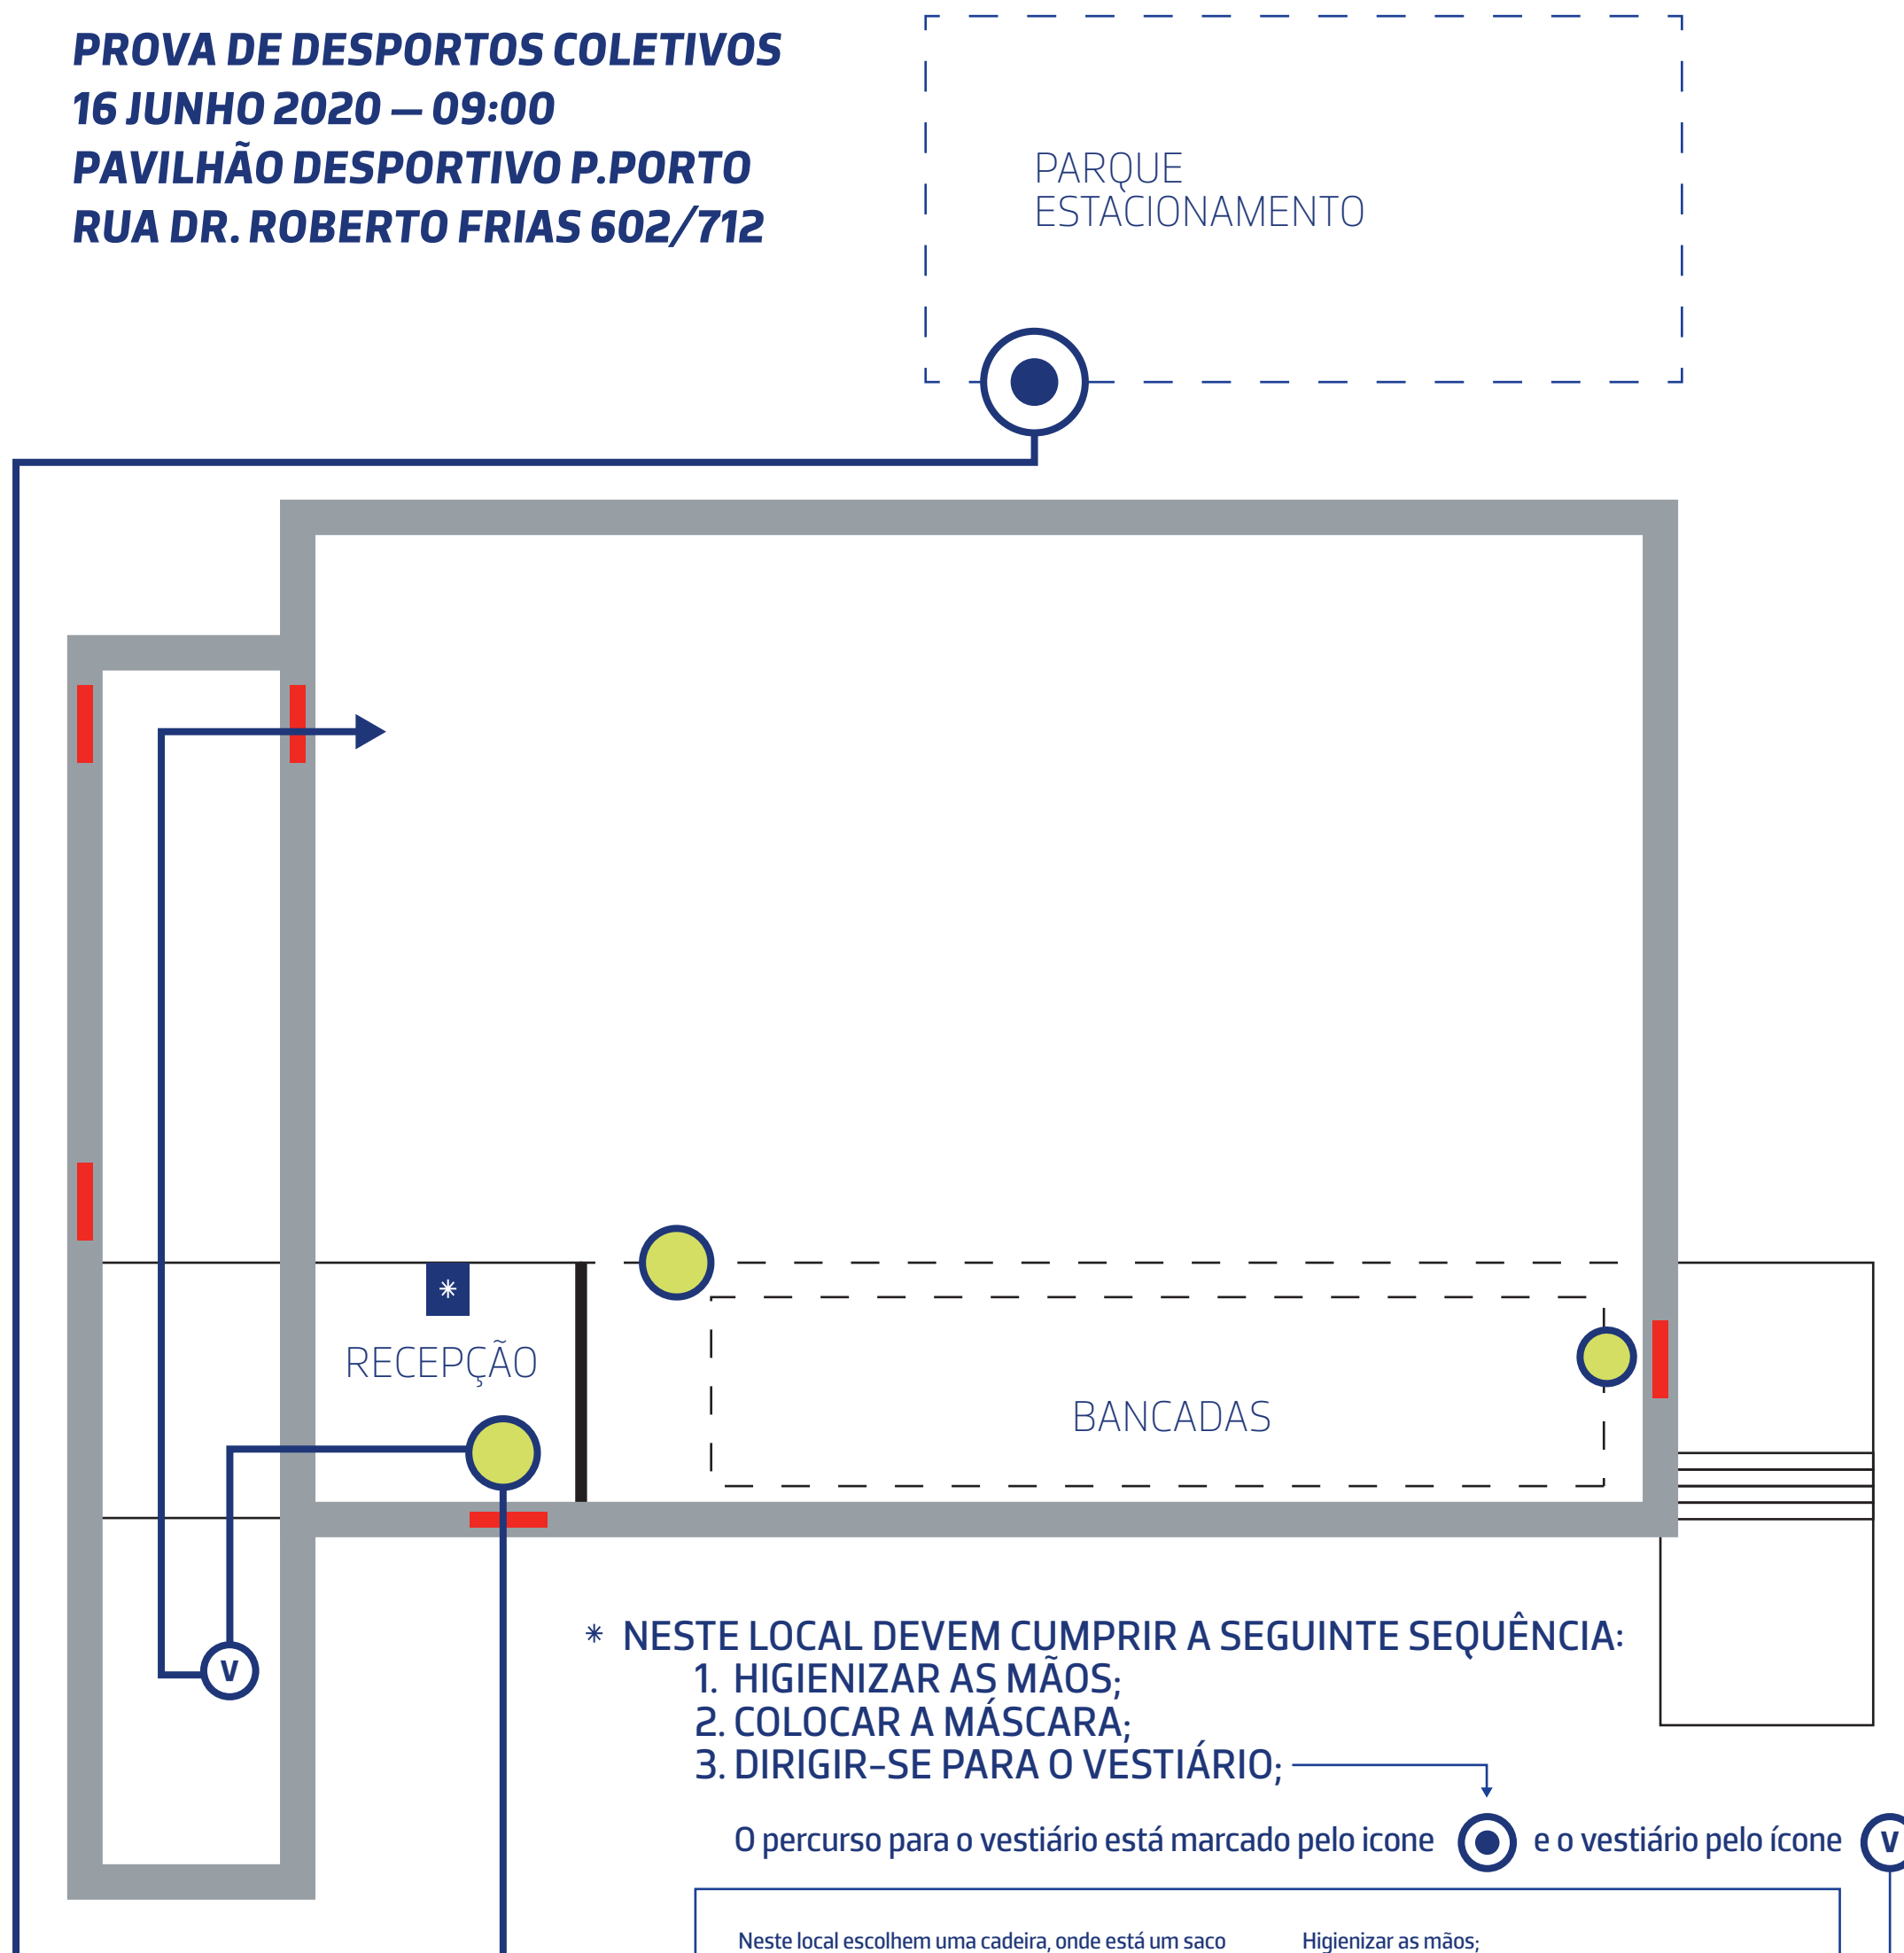 PROVA DE DESPORTOS COLETIVOS
16 JUNHO 2020 — 09:00
PAVILHÃO DESPORTIVO P.PORTO
RUA DR. ROBERTO FRIAS 602/712
PARQUE
ESTACIONAMENTO
*
RECEPÇÃO
BANCADAS
V
* NESTE LOCAL DEVEM CUMPRIR A SEGUINTE SEQUÊNCIA:
1. HIGIENIZAR AS MÃOS;
2. COLOCAR A MÁSCARA;
3. DIRIGIR-SE PARA O VESTIÁRIO;
O percurso para o vestiário está marcado pelo icone e o vestiário pelo ícone V
Neste local escolhem uma cadeira, onde está um saco
Higienizar as mãos;